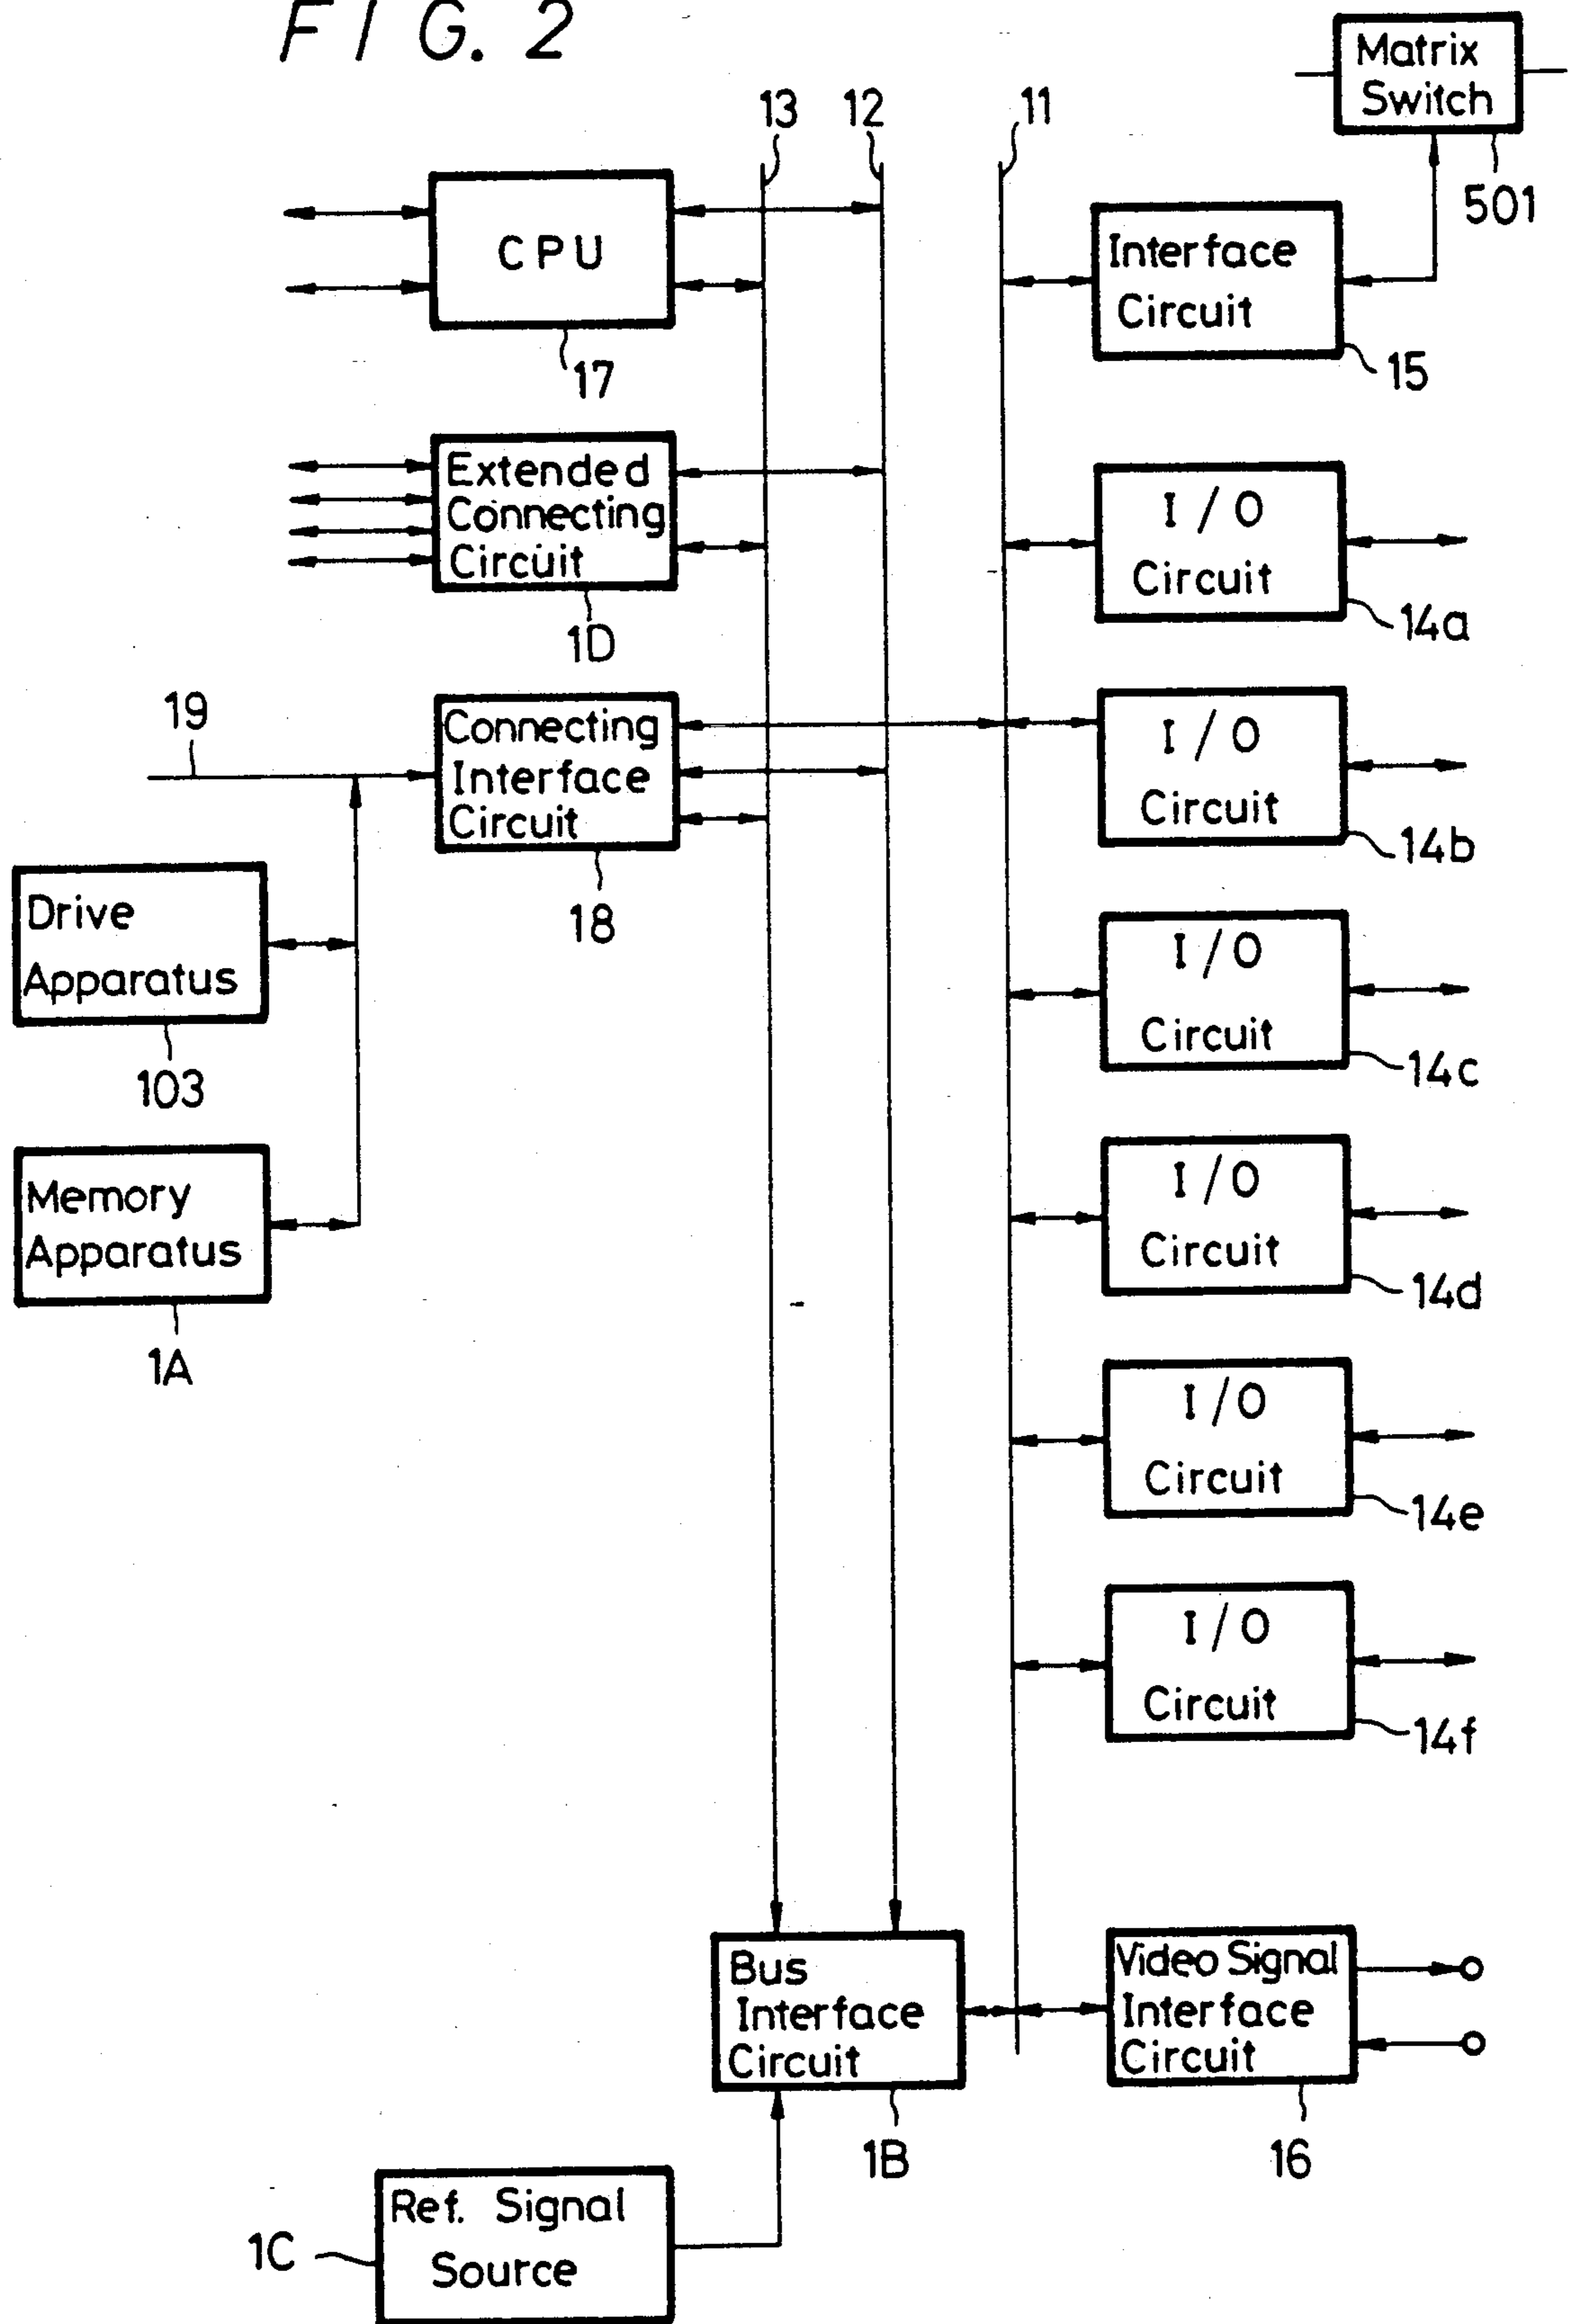 FIG. 2
Matrix
Switch
501
13
12
11
CPU
17
Interface
Circuit
15
Extended
Connecting
Circuit
1D
I/O
Circuit
14a
19
Connecting
Interface
Circuit
18
I/O
Circuit
14b
Drive
Apparatus
103
I/O
Circuit
14c
Memory
Apparatus
1A
I/O
Circuit
14d
I/O
Circuit
14e
I/O
Circuit
14f
Bus
Interface
Circuit
1B
Video Signal
Interface
Circuit
16
Ref. Signal
Source
1C